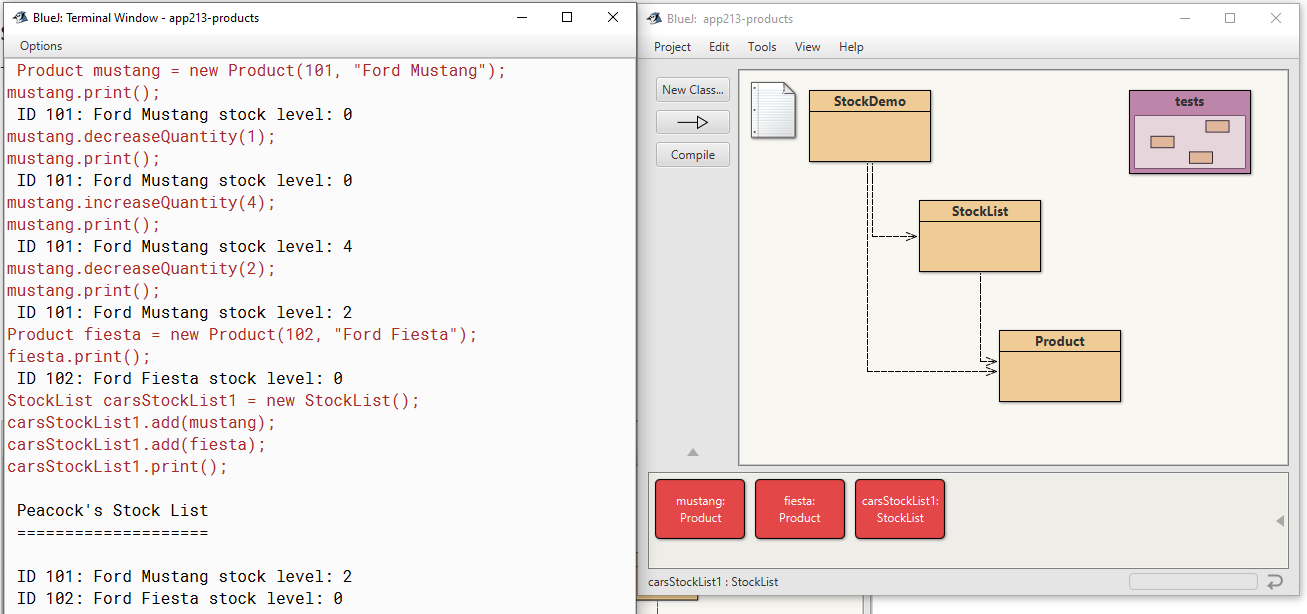 BlueJ: Terminal Window - app213-products
Options
Product mustang = new Product(101, "Ford Mustang");
mustang.print();
ID 101: Ford Mustang stock level: 0
mustang.decreaseQuantity(1);
mustang.print();
ID 101: Ford Mustang stock level: 0
mustang.increaseQuantity(4);
mustang.print();
ID 101: Ford Mustang stock level: 4
mustang.decreaseQuantity(2);
mustang.print();
ID 101: Ford Mustang stock level: 2
Product fiesta = new Product(102, "Ford Fiesta");
fiesta.print();
ID 102: Ford Fiesta stock level: 0
StockList carsStockList1 = new StockList();
carsStockList1.add(mustang);
carsStockList1.add(fiesta);
carsStockList1.print();
Peacock's Stock List
====================
ID 101: Ford Mustang stock level: 2
ID 102: Ford Fiesta stock level: 0
BlueJ: app213-products
Project Edit Tools View Help
New Class...
Compile
StockDemo
tests
StockList
Product
mustang:
Product
fiesta:
Product
carsStockList1:
StockList
carsStockList1 : StockList